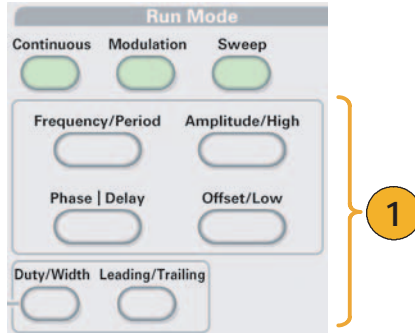 Run Mode
Continuous Modulation Sweep
Frequency/Period Amplitude/High
Phase | Delay Offset/Low
Duty/Width Leading/Trailing
1